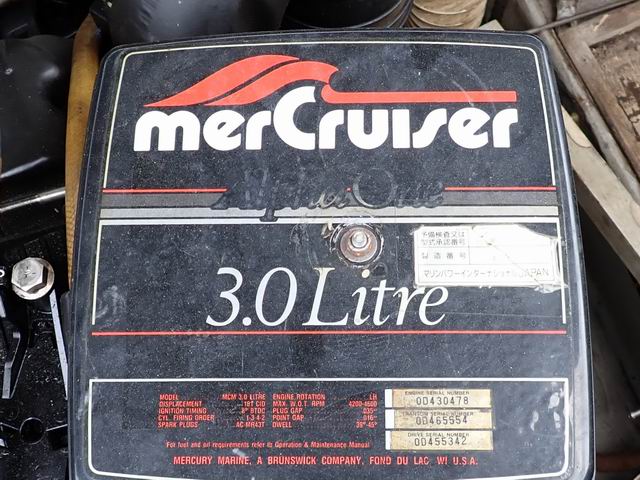 merCruiser
Alpha One
予備検査又は
型式承認番号
製造番号
マリンパワーインターナショナルJAPAN
3.0 Litre
MODEL MCM 3.0 LITRE ENGINE ROTATION LH
DISPLACEMENT 181 CID MAX. W.O.T. RPM 4200-4600
IGNITION TIMING 8° BTDC PLUG GAP .035"
CYL. FIRING ORDER 1-3-4-2 POINT GAP .016"
SPARK PLUGS AC-MR43T DWELL 39°-45°
ENGINE SERIAL NUMBER
0D430478
TRANSOM SERIAL NUMBER
0D465554
DRIVE SERIAL NUMBER
0D455342
For fuel and oil requirements refer to Operation & Maintenance Manual
MERCURY MARINE, A BRUNSWICK COMPANY, FOND DU LAC, WI U.S.A.